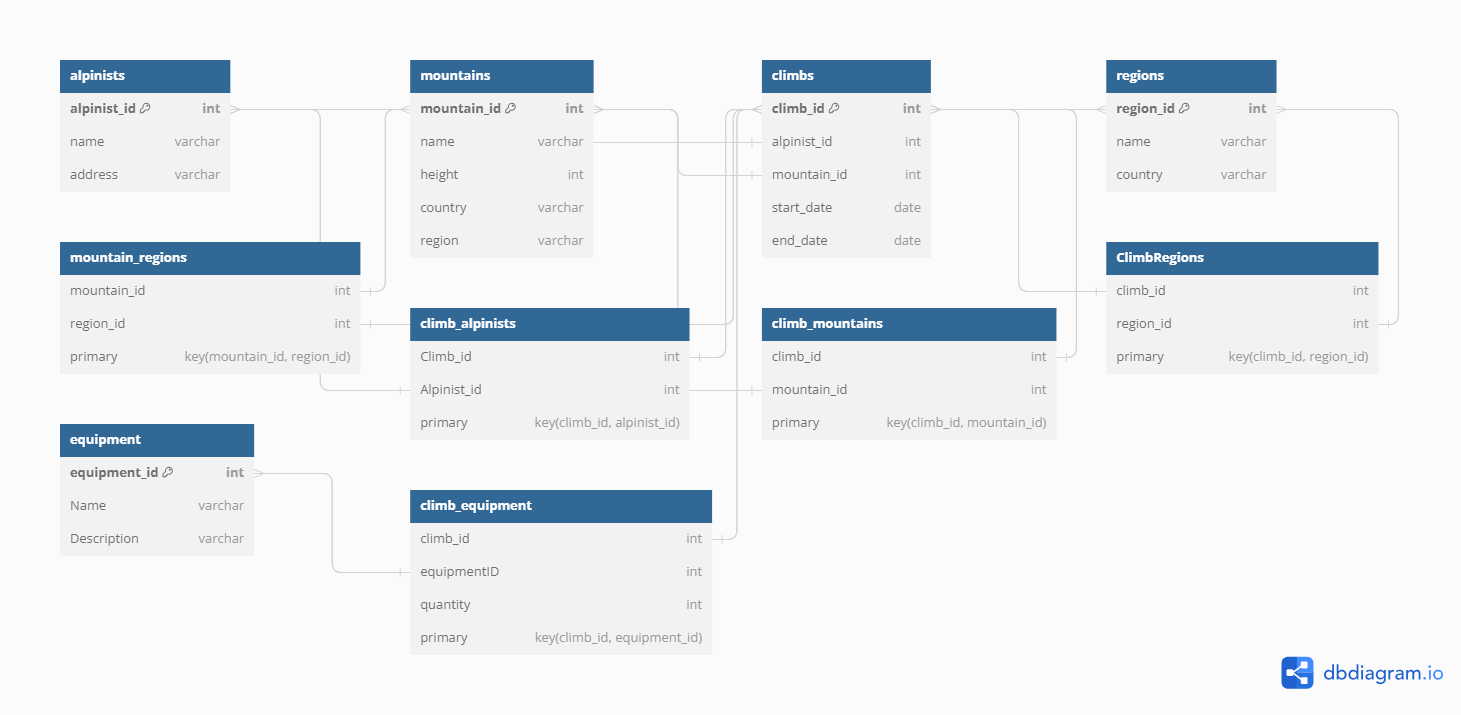 alpinists
alpinist_id int
name varchar
address varchar
mountains
mountain_id int
name varchar
height int
country varchar
region varchar
climbs
climb_id int
alpinist_id int
mountain_id int
start_date date
end_date date
regions
region_id int
name varchar
country varchar
mountain_regions
mountain_id int
region_id int
primary key(mountain_id, region_id)
climb_alpinists
Climb_id int
Alpinist_id int
primary key(climb_id, alpinist_id)
climb_mountains
climb_id int
mountain_id int
primary key(climb_id, mountain_id)
ClimbRegions
climb_id int
region_id int
primary key(climb_id, region_id)
equipment
equipment_id int
Name varchar
Description varchar
climb_equipment
climb_id int
equipmentID int
quantity int
primary key(climb_id, equipment_id)
dbdiagram.io